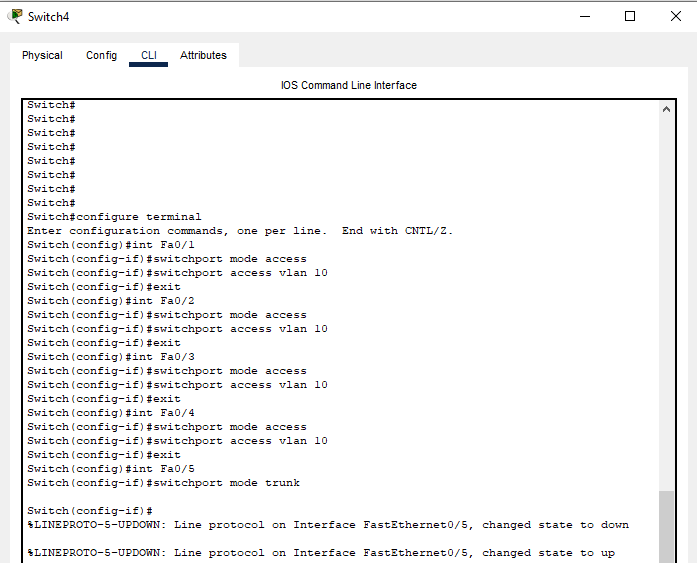 Switch4
Physical Config CLI Attributes
IOS Command Line Interface
Switch#
Switch#
Switch#
Switch#
Switch#
Switch#
Switch#
Switch#
Switch#configure terminal
Enter configuration commands, one per line.  End with CNTL/Z.
Switch(config)#int Fa0/1
Switch(config-if)#switchport mode access
Switch(config-if)#switchport access vlan 10
Switch(config-if)#exit
Switch(config)#int Fa0/2
Switch(config-if)#switchport mode access
Switch(config-if)#switchport access vlan 10
Switch(config-if)#exit
Switch(config)#int Fa0/3
Switch(config-if)#switchport mode access
Switch(config-if)#switchport access vlan 10
Switch(config-if)#exit
Switch(config)#int Fa0/4
Switch(config-if)#switchport mode access
Switch(config-if)#switchport access vlan 10
Switch(config-if)#exit
Switch(config)#int Fa0/5
Switch(config-if)#switchport mode trunk
Switch(config-if)#
%LINEPROTO-5-UPDOWN: Line protocol on Interface FastEthernet0/5, changed state to down
%LINEPROTO-5-UPDOWN: Line protocol on Interface FastEthernet0/5, changed state to up